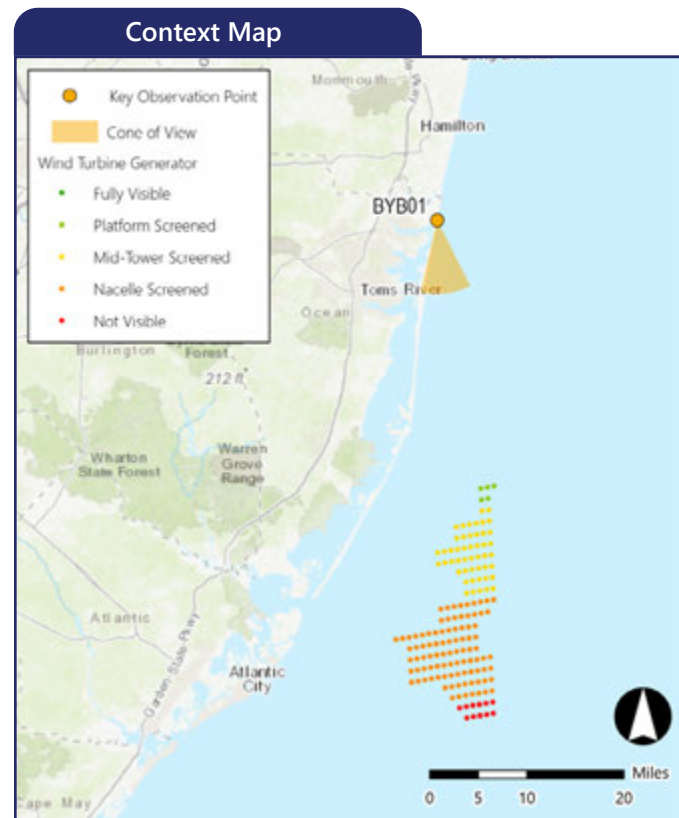 Context Map
Key Observation Point
Cone of View
Wind Turbine Generator
Fully Visible
Platform Screened
Mid-Tower Screened
Nacelle Screened
Not Visible
Monmouth
Hamilton
BYB01
Toms River
Ocean
Burlington
Forest
212 ft
Wharton
State Forest
Warren
Grove
Range
Atlantic
Garden-State-Pkwy
Atlantic
City
Cape May
Miles
0 5 10 20